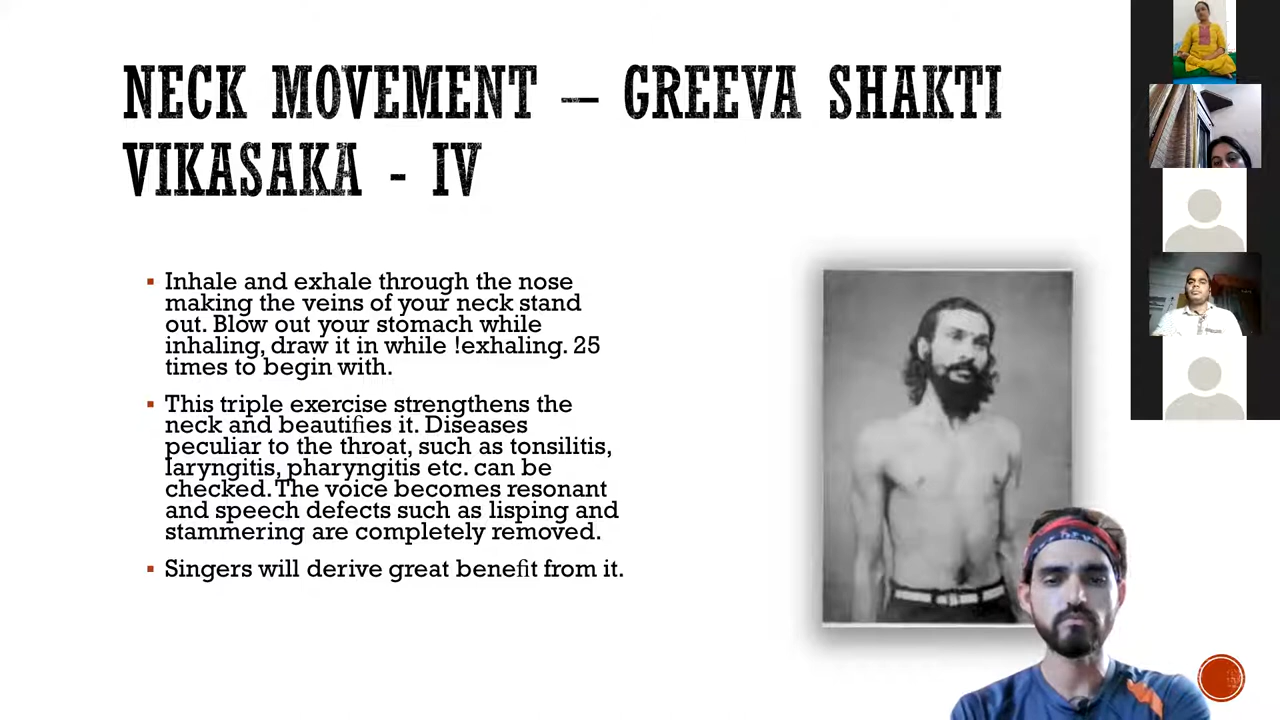 NECK MOVEMENT – GREEVA SHAKTI
VIKASAKA - IV
Inhale and exhale through the nose
making the veins of your neck stand
out. Blow out your stomach while
inhaling, draw it in while !exhaling. 25
times to begin with.
This triple exercise strengthens the
neck and beautifies it. Diseases
peculiar to the throat, such as tonsilitis,
laryngitis, pharyngitis etc. can be
checked. The voice becomes resonant
and speech defects such as lisping and
stammering are completely removed.
Singers will derive great benefit from it.